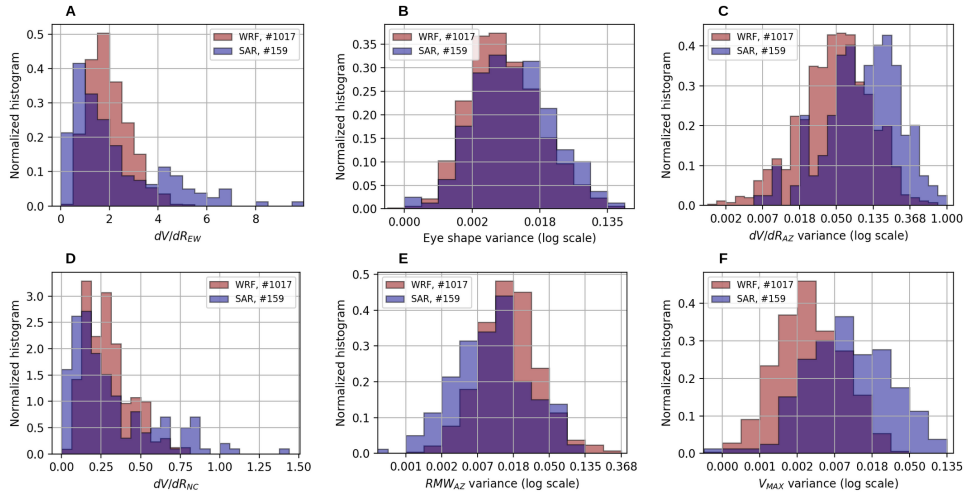 A
Normalized histogram
0.5
0.4
0.3
0.2
0.1
0.0
WRF, #1017
SAR, #159
0 2 4 6 8
dV/dR_EW
B
Normalized histogram
0.35
0.30
0.25
0.20
0.15
0.10
0.05
0.00
WRF, #1017
SAR, #159
0.000 0.002 0.018 0.135
Eye shape variance (log scale)
C
Normalized histogram
0.4
0.3
0.2
0.1
0.0
WRF, #1017
SAR, #159
0.002 0.007 0.018 0.050 0.135 0.368 1.000
dV/dR_AZ variance (log scale)
D
Normalized histogram
3.0
2.5
2.0
1.5
1.0
0.5
0.0
WRF, #1017
SAR, #159
0.00 0.25 0.50 0.75 1.00 1.25 1.50
dV/dR_NC
E
Normalized histogram
0.5
0.4
0.3
0.2
0.1
0.0
WRF, #1017
SAR, #159
0.001 0.002 0.007 0.018 0.050 0.135 0.368
RMW_AZ variance (log scale)
F
Normalized histogram
0.4
0.3
0.2
0.1
0.0
WRF, #1017
SAR, #159
0.000 0.001 0.002 0.007 0.018 0.050 0.135
V_MAX variance (log scale)